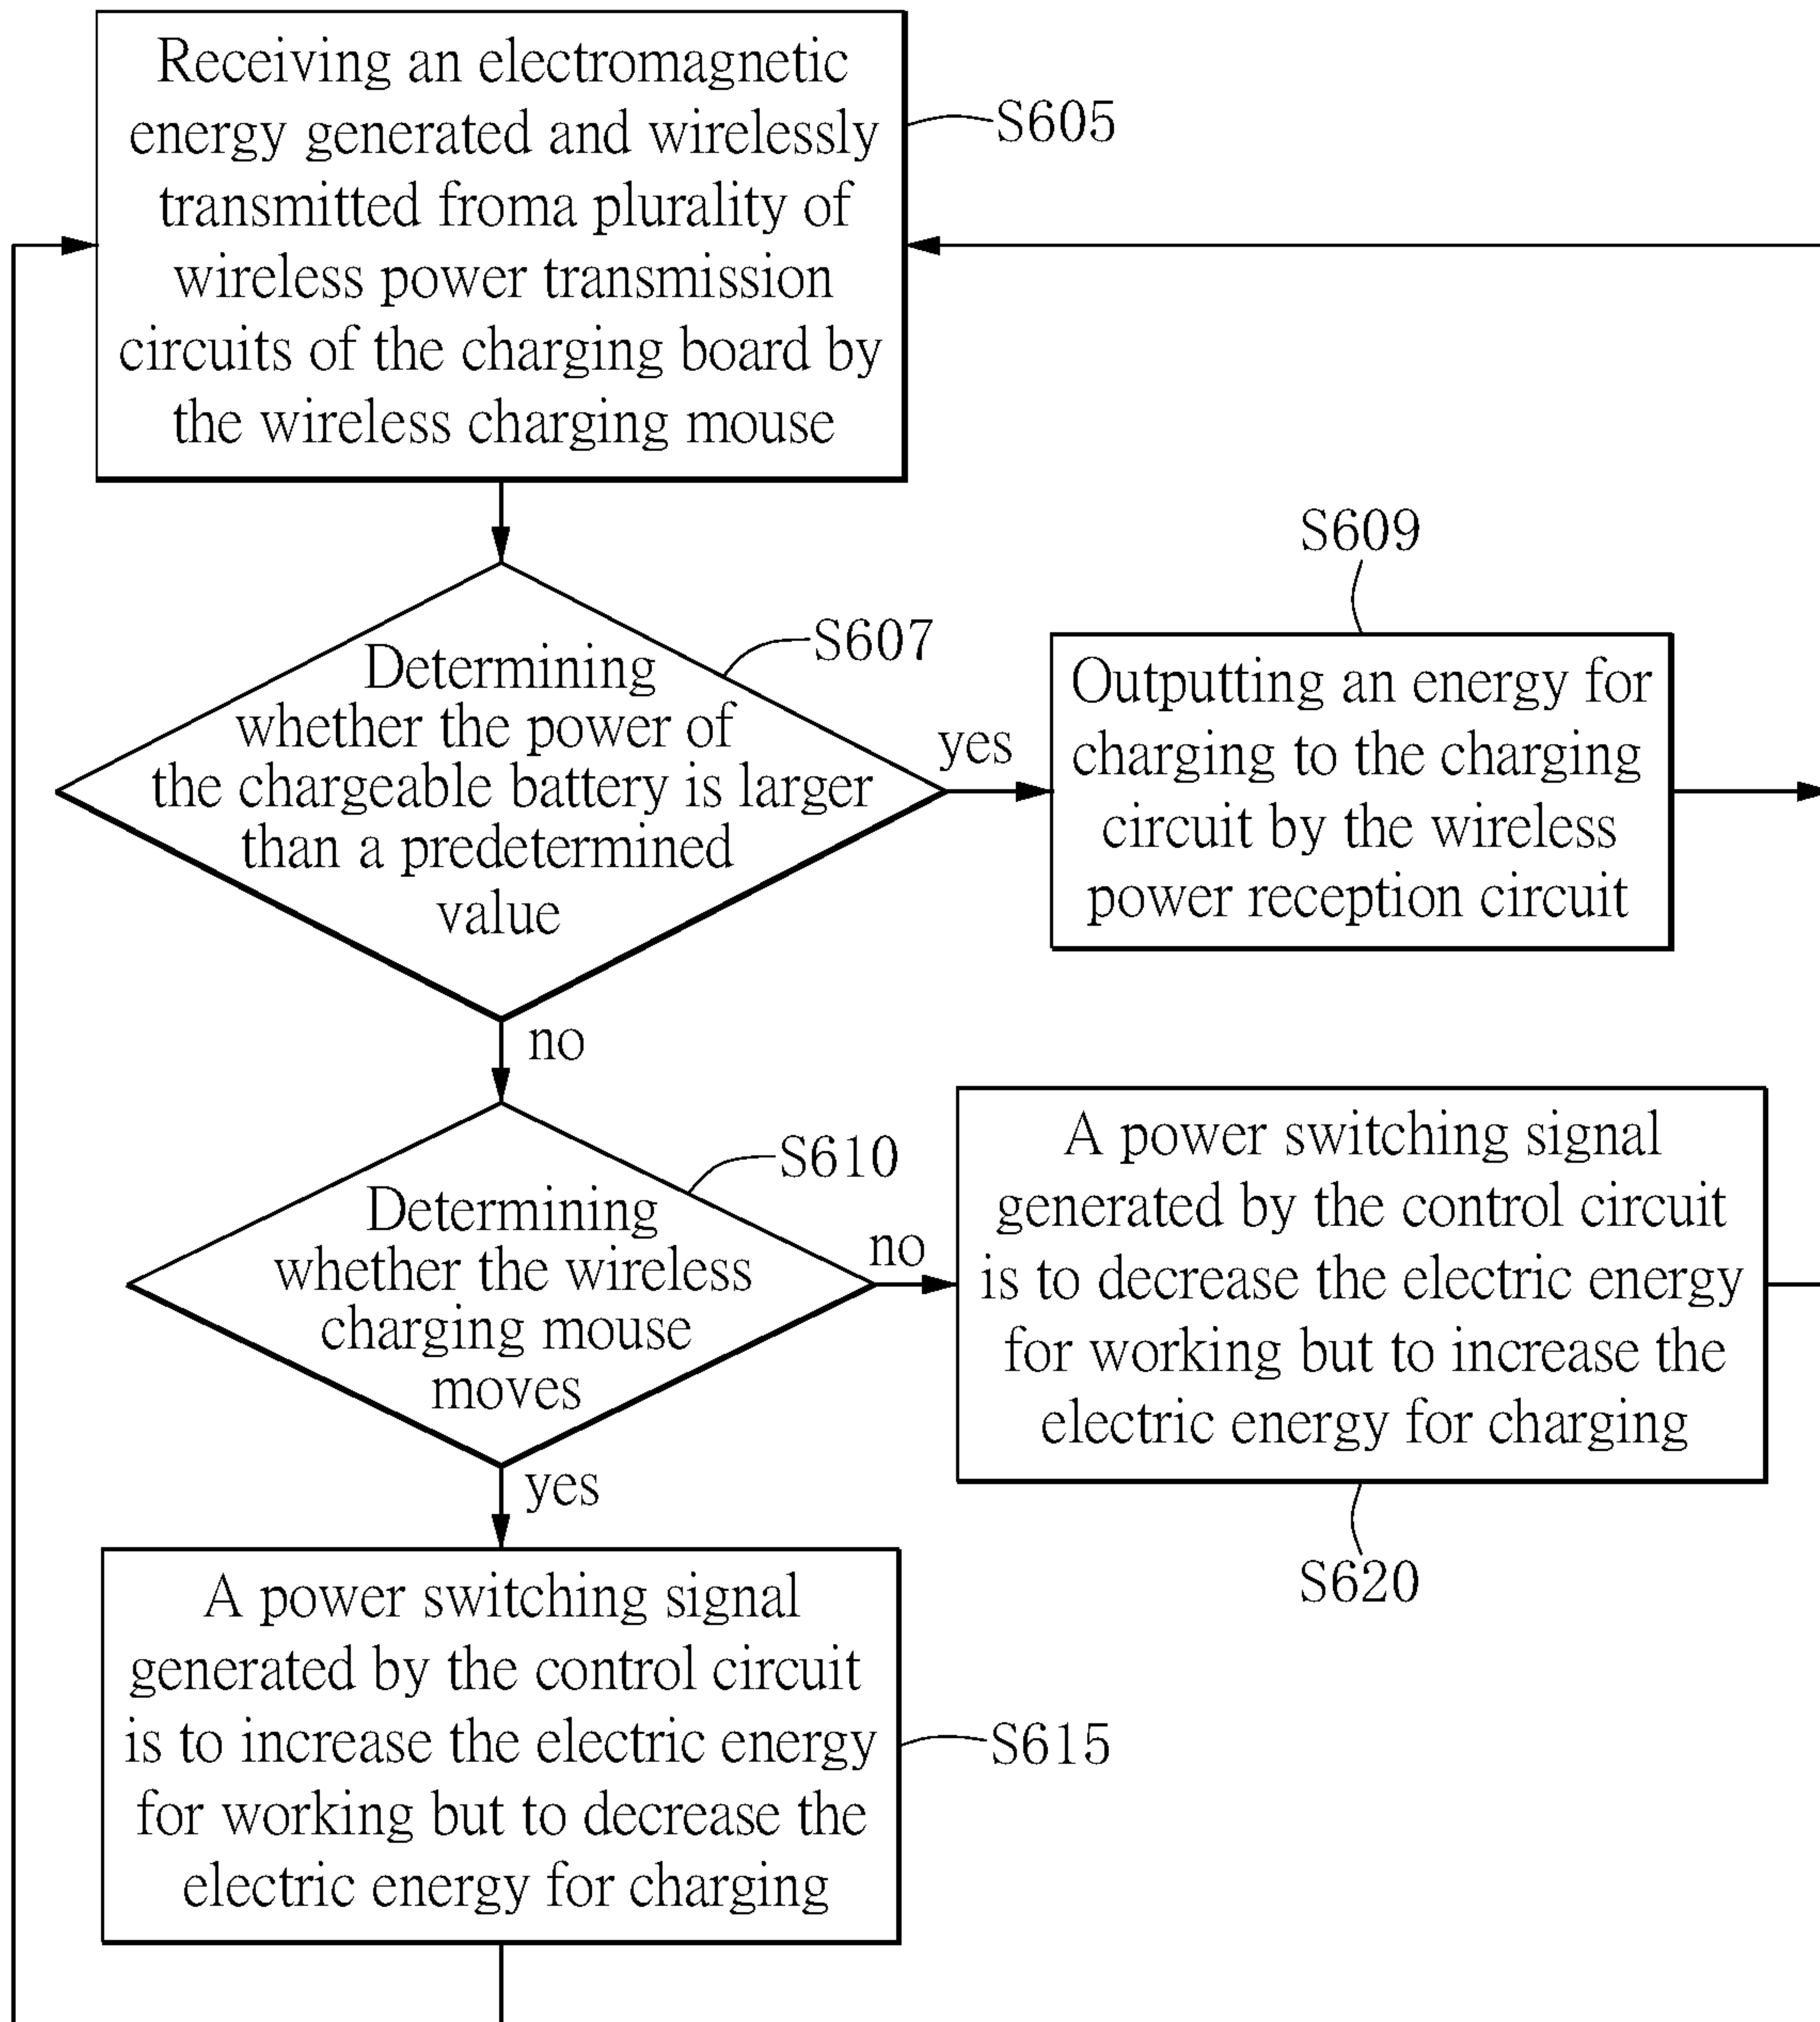 Receiving an electromagnetic
energy generated and wirelessly
transmitted froma plurality of
wireless power transmission
circuits of the charging board by
the wireless charging mouse
S605
Determining
whether the power of
the chargeable battery is larger
than a predetermined
value
S607
yes
S609
Outputting an energy for
charging to the charging
circuit by the wireless
power reception circuit
no
Determining
whether the wireless
charging mouse
moves
S610
no
A power switching signal
generated by the control circuit
is to decrease the electric energy
for working but to increase the
electric energy for charging
S620
yes
A power switching signal
generated by the control circuit
is to increase the electric energy
for working but to decrease the
electric energy for charging
S615